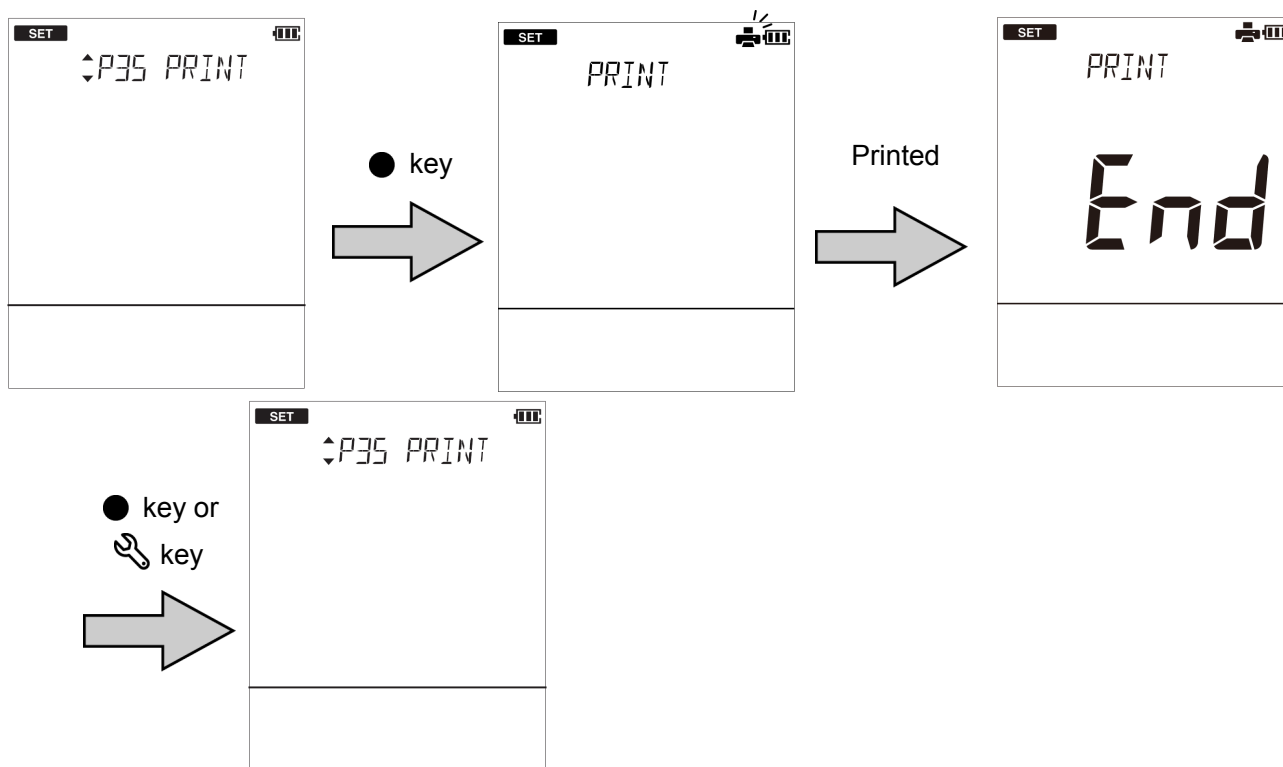 SET
P35 PRINT
● key
SET
PRINT
Printed
SET
PRINT
End
● key or
key
SET
P35 PRINT